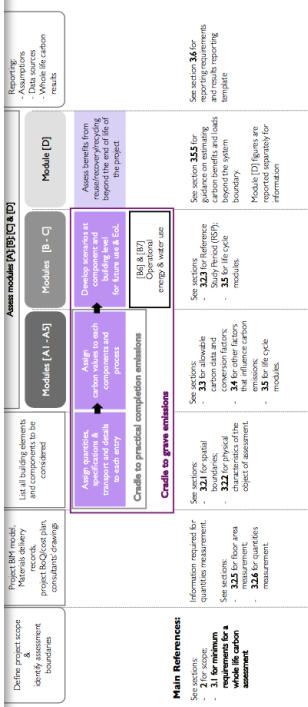 Define project scope
&
identify assessment
boundaries
Project BIM model,
Materials delivery
records,
project BoQ/cost plan,
consultants' drawings
List all building elements
and components to be
considered
Assess modules [A]; [B]; [C] & [D]
Modules [A1 - A5]
Modules [B - C]
Module [D]
Reporting:
- Assumptions
- Data sources
- Whole life carbon
results
Assign quantities,
specifications &
transport and details
to each entry
Assign
carbon values to each
components and
process
Develop scenarios at
component and
building level
for future use & EoL
Assess benefits from
reuse/recovery/recycling
beyond the end of life of
the project
Cradle to practical completion emissions
[B6] & [B7]
Operational
energy & water use
Cradle to grave emissions
Main References:
See sections:
- 2 for scope;
- 3.1 for minimum
requirements for a
whole life carbon
assessment
Information required for
quantities measurement.
See sections:
- 3.2.5 for floor area
measurement;
- 3.2.6 for quantities
measurement.
See sections:
- 3.2.1 for spatial
boundaries;
- 3.2.2 for physical
characteristics of the
object of assessment.
See sections:
- 3.3 for allowable
carbon data and
conversion factors;
- 3.4 for other factors
that influence carbon
emissions;
- 3.5 for life cycle
modules.
See sections
- 3.2.3 for Reference
Study Period (RSP);
- 3.5 for life cycle
modules.
See section 3.5.5 for
guidance on estimating
carbon benefits and loads
beyond the system
boundary.
Module [D] figures are
reported separately for
information
See section 3.6 for
reporting requirements
and results reporting
template